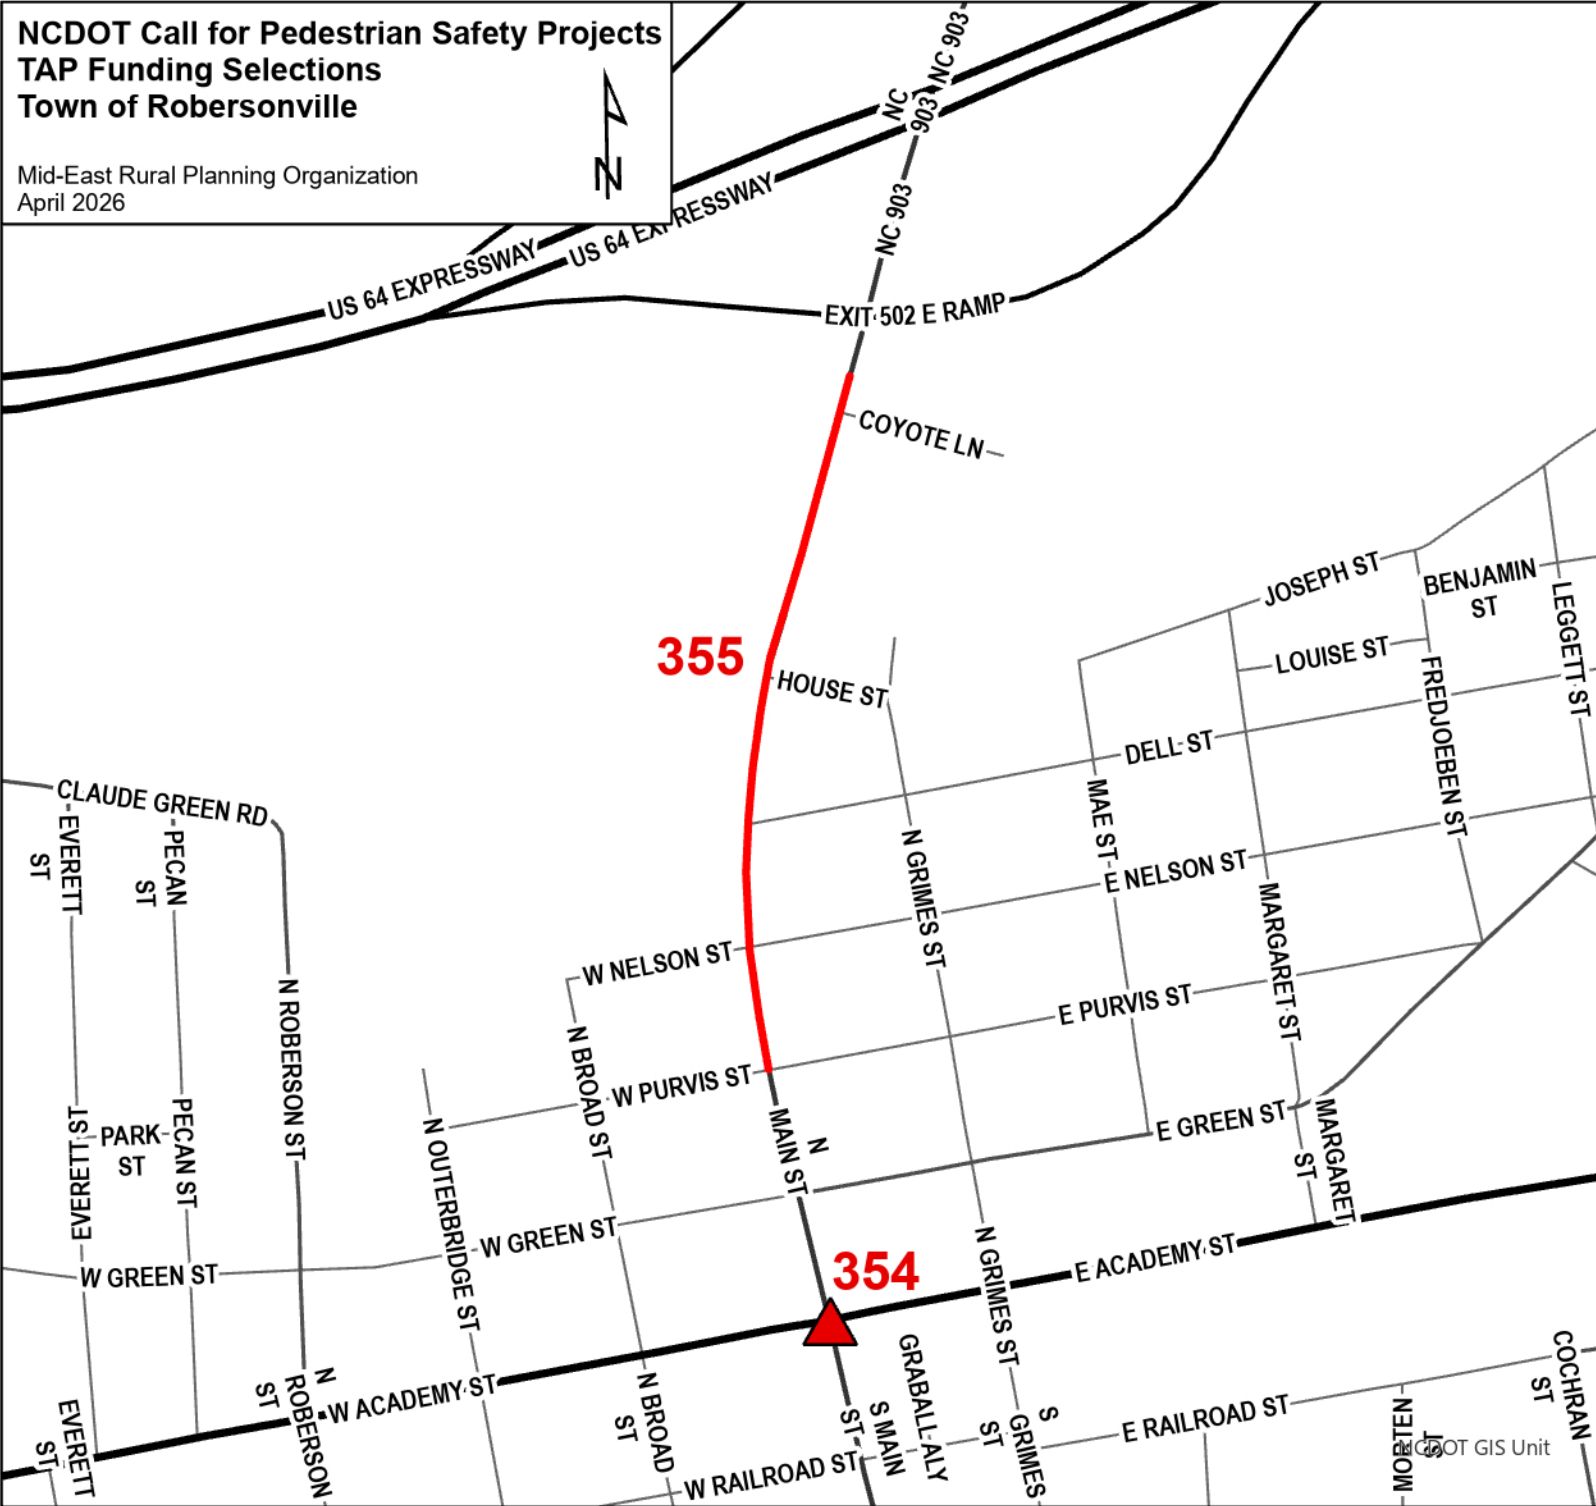 NCDOT Call for Pedestrian Safety Projects
TAP Funding Selections
Town of Robersonville
N
Mid-East Rural Planning Organization
April 2026
NC 903
NC
903
NC 903
US 64 EXPRESSWAY
US 64 EXPRESSWAY
EXIT 502 E RAMP
COYOTE LN
JOSEPH ST
BENJAMIN
ST
LEGGETT ST
LOUISE ST
355
HOUSE ST
FREDJOEBEN ST
DELL ST
CLAUDE GREEN RD
EVERETT
ST
PECAN
ST
MAE ST
N GRIMES ST
E NELSON ST
MARGARET ST
W NELSON ST
N ROBERSON ST
N BROAD ST
E PURVIS ST
W PURVIS ST
PARK
ST
EVERETT ST
PECAN ST
N OUTERBRIDGE ST
N
MAIN ST
E GREEN ST
MARGARET
ST
W GREEN ST
W GREEN ST
N GRIMES ST
E ACADEMY ST
354
W ACADEMY ST
N
ROBERSON
ST
EVERETT
ST
N BROAD
ST
S MAIN
ST
GRABALL ALY
S
GRIMES
ST
E RAILROAD ST
W RAILROAD ST
MORTEN
ST
COCHRAN
ST
NCDOT GIS Unit